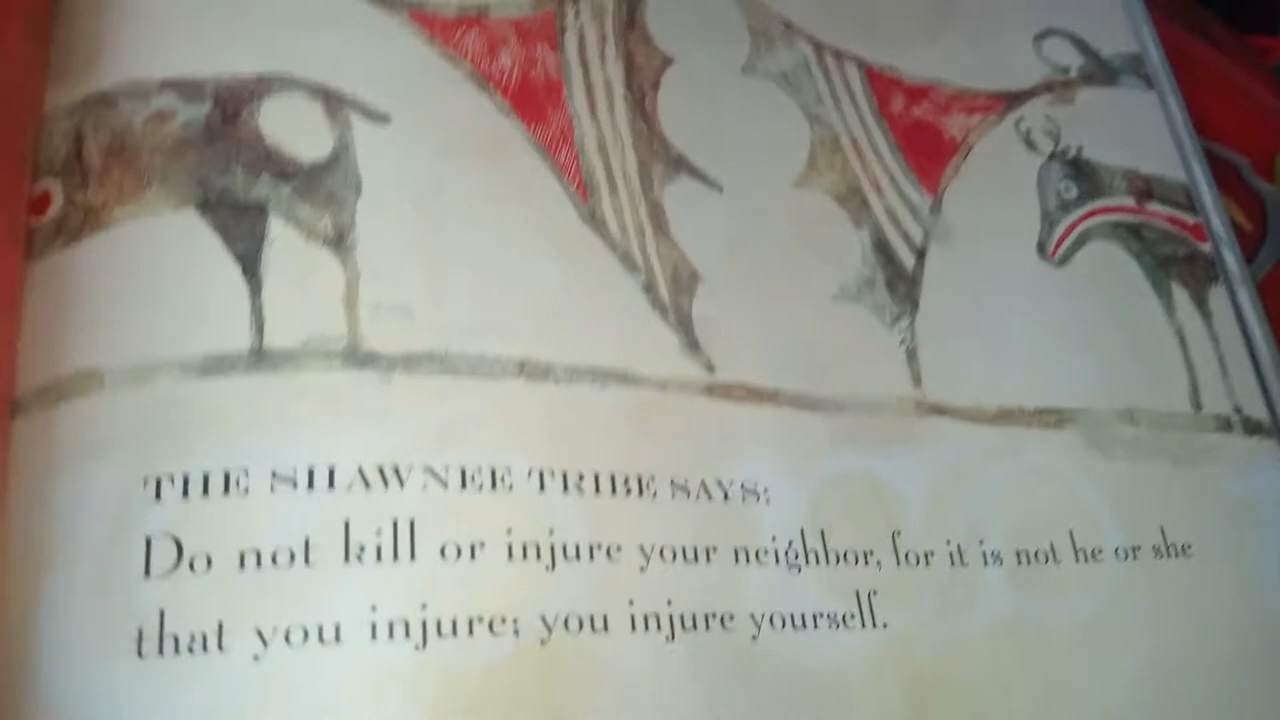 THE SHAWNEE TRIBE SAYS:
Do not kill or injure your neighbor, for it is not he or she
that you injure; you injure yourself.